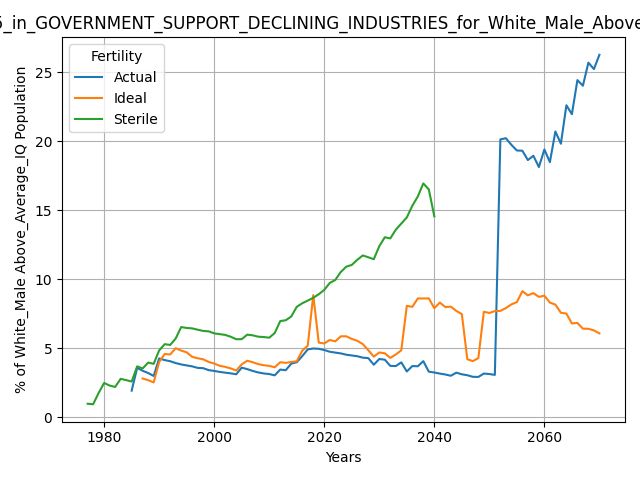 5_in_GOVERNMENT_SUPPORT_DECLINING_INDUSTRIES_for_White_Male_Above
Fertility
Actual
Ideal
Sterile
% of White_Male Above_Average_IQ Population
25
20
15
10
5
0
1980
2000
2020
2040
2060
Years